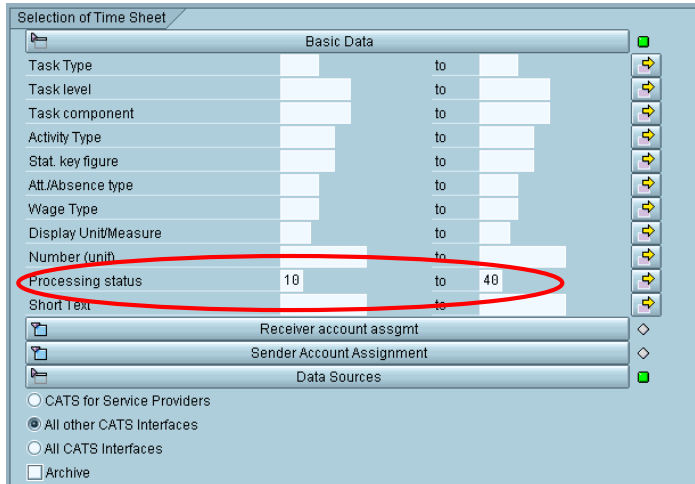 Selection of Time Sheet
Basic Data
Task Type to
Task level to
Task component to
Activity Type to
Stat. key figure to
Att./Absence type to
Wage Type to
Display Unit/Measure to
Number (unit) to
Processing status 10 to 40
Short Text to
Receiver account assgmt
Sender Account Assignment
Data Sources
CATS for Service Providers
All other CATS Interfaces
All CATS Interfaces
Archive